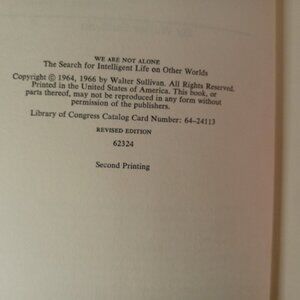 WE ARE NOT ALONE
The Search for Intelligent Life on Other Worlds
Copyright © 1964, 1966 by Walter Sullivan. All Rights Reserved.
Printed in the United States of America. This book, or
parts thereof, may not be reproduced in any form without
permission of the publishers.
Library of Congress Catalog Card Number: 64-24113
REVISED EDITION
62324
Second Printing